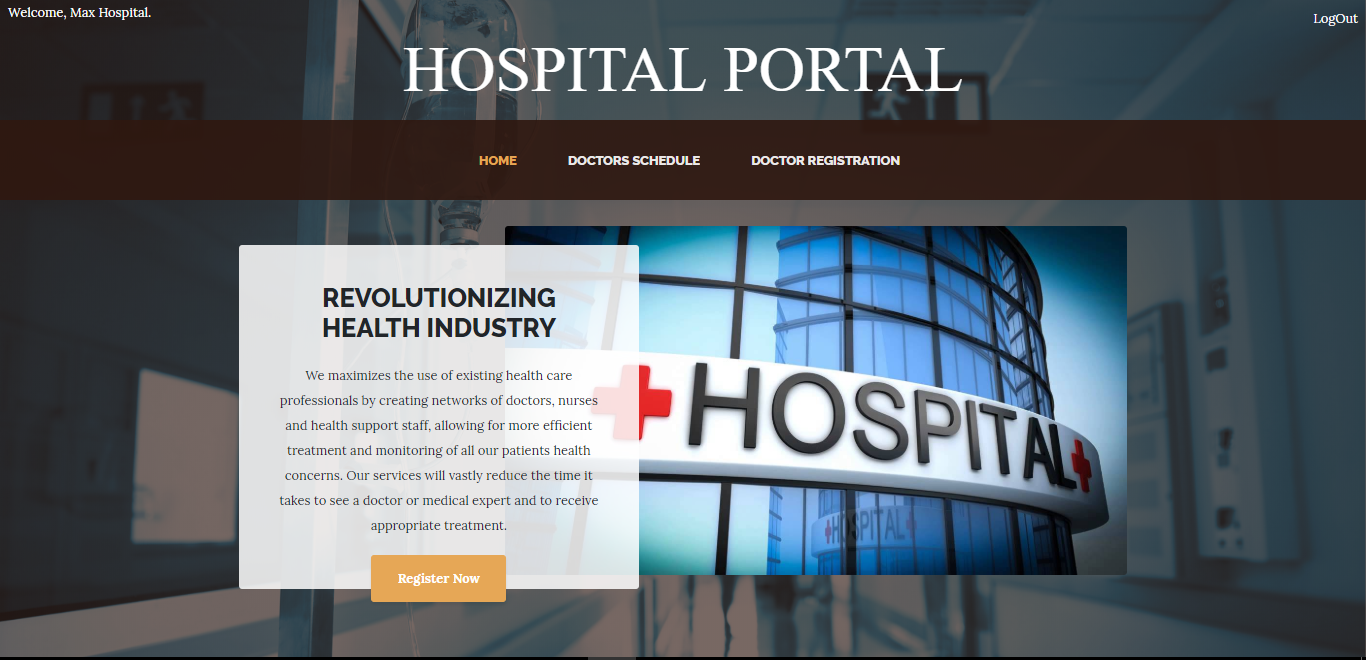 Welcome, Max Hospital.
LogOut
HOSPITAL PORTAL
HOME DOCTORS SCHEDULE DOCTOR REGISTRATION
REVOLUTIONIZING
HEALTH INDUSTRY
We maximizes the use of existing health care
professionals by creating networks of doctors, nurses
and health support staff, allowing for more efficient
treatment and monitoring of all our patients health
concerns. Our services will vastly reduce the time it
takes to see a doctor or medical expert and to receive
appropriate treatment.
Register Now
HOSPITAL
HOSPITAL